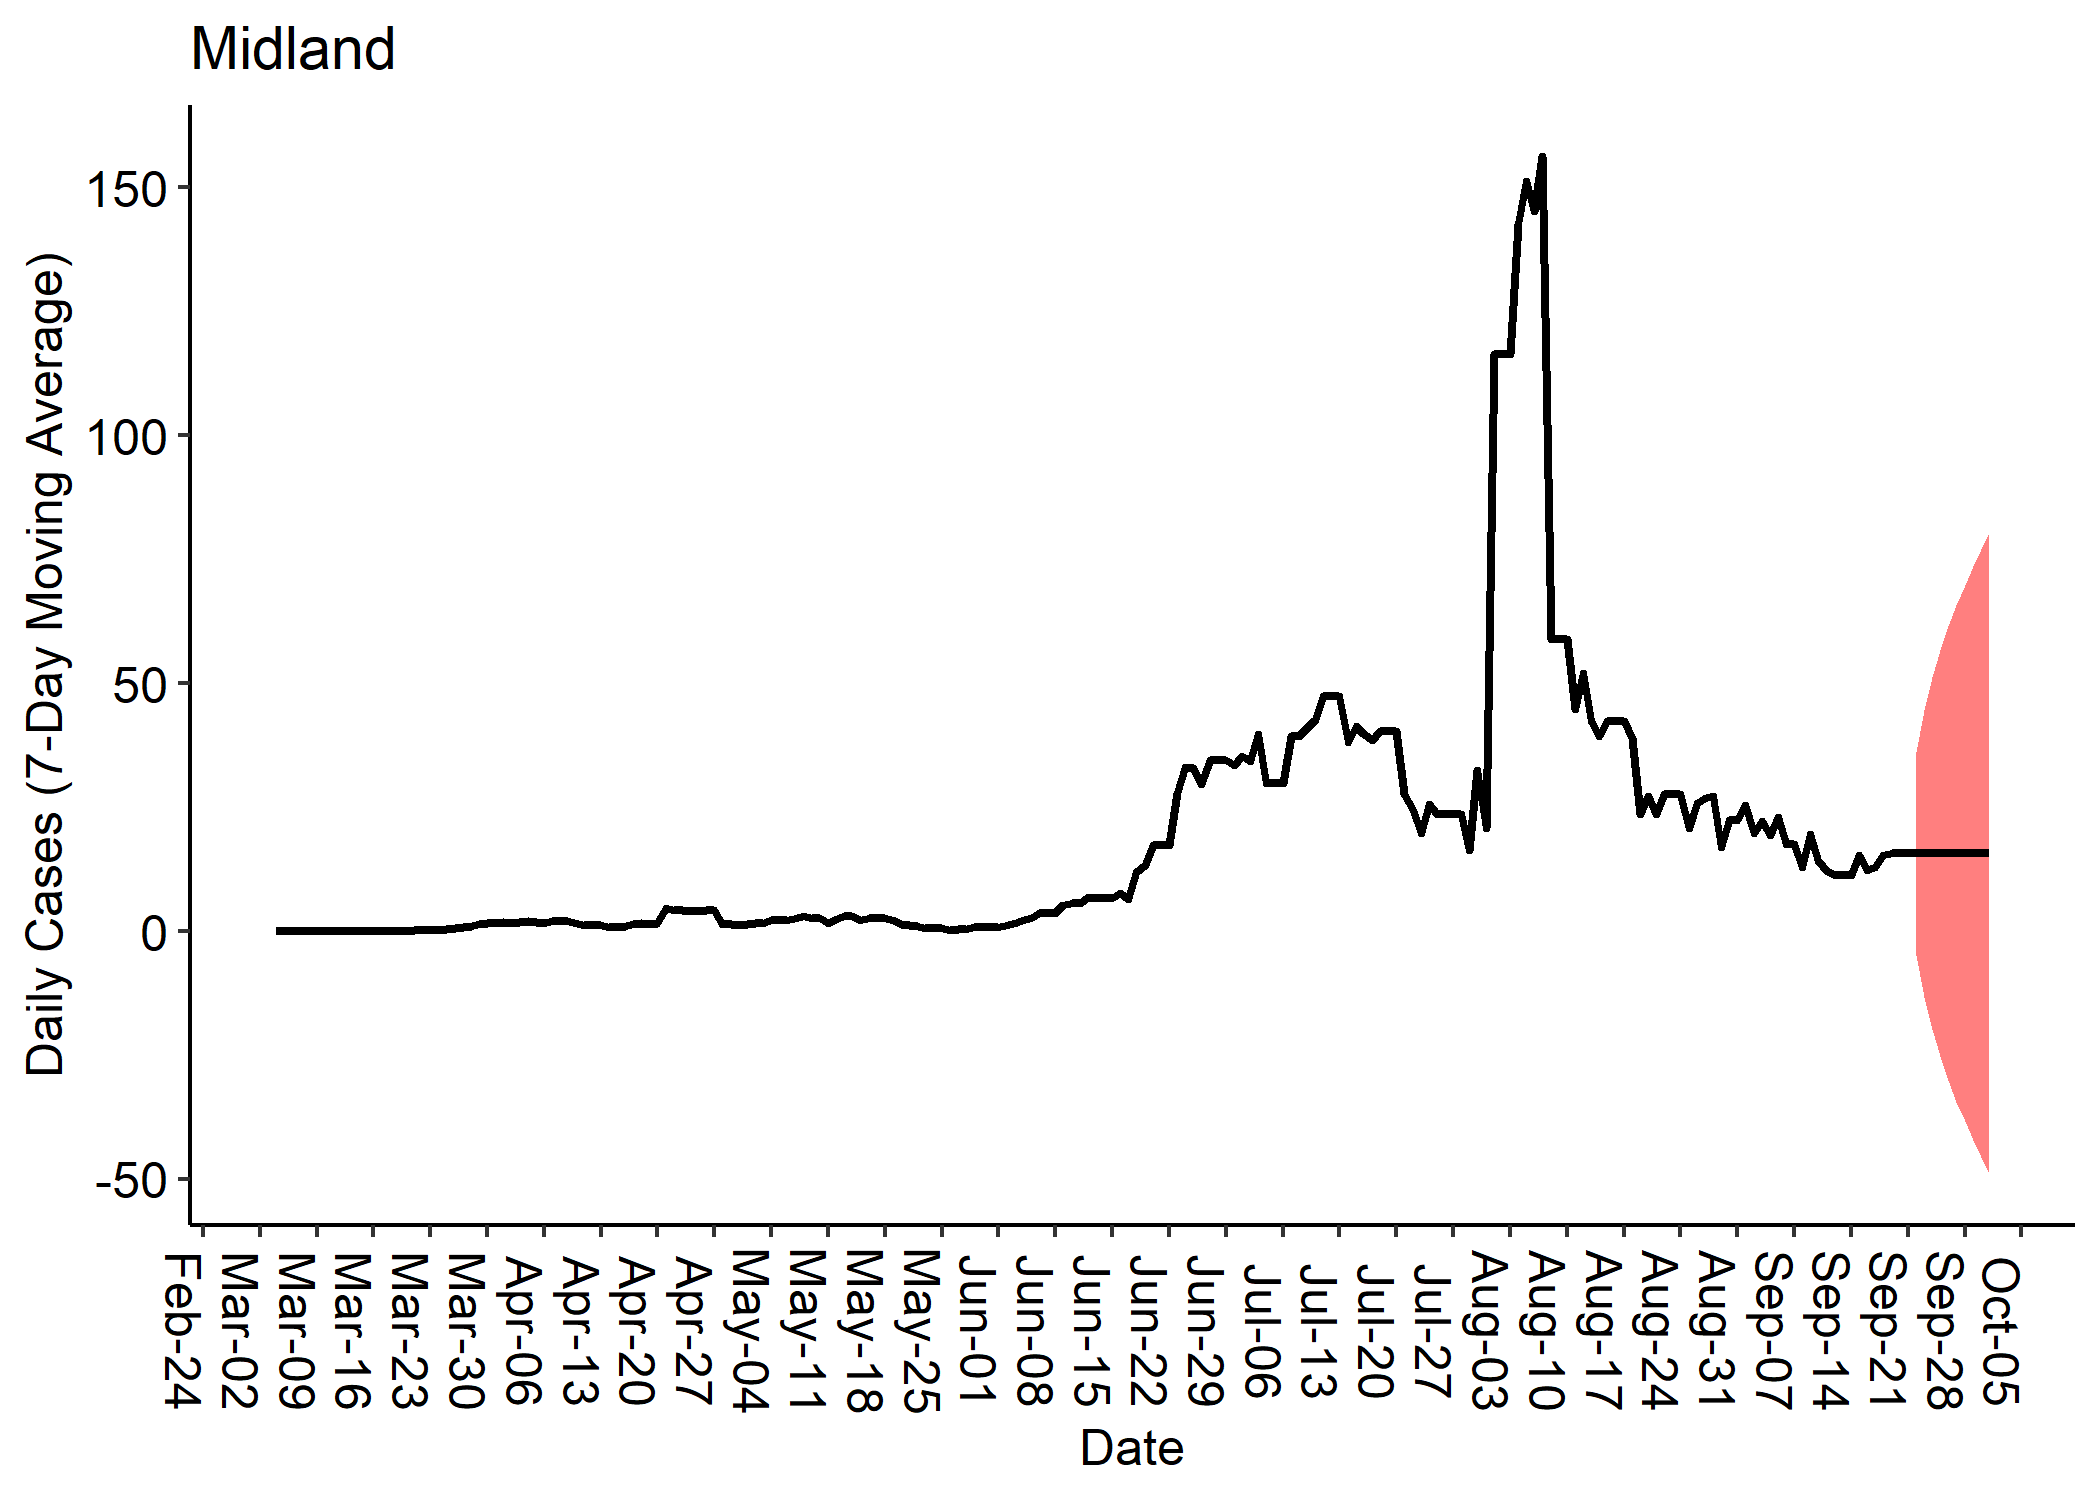 Midland
Daily Cases (7-Day Moving Average)
150
100
50
0
-50
Feb-24
Mar-02
Mar-09
Mar-16
Mar-23
Mar-30
Apr-06
Apr-13
Apr-20
Apr-27
May-04
May-11
May-18
May-25
Jun-01
Jun-08
Jun-15
Jun-22
Jun-29
Jul-06
Jul-13
Jul-20
Jul-27
Aug-03
Aug-10
Aug-17
Aug-24
Aug-31
Sep-07
Sep-14
Sep-21
Sep-28
Oct-05
Date